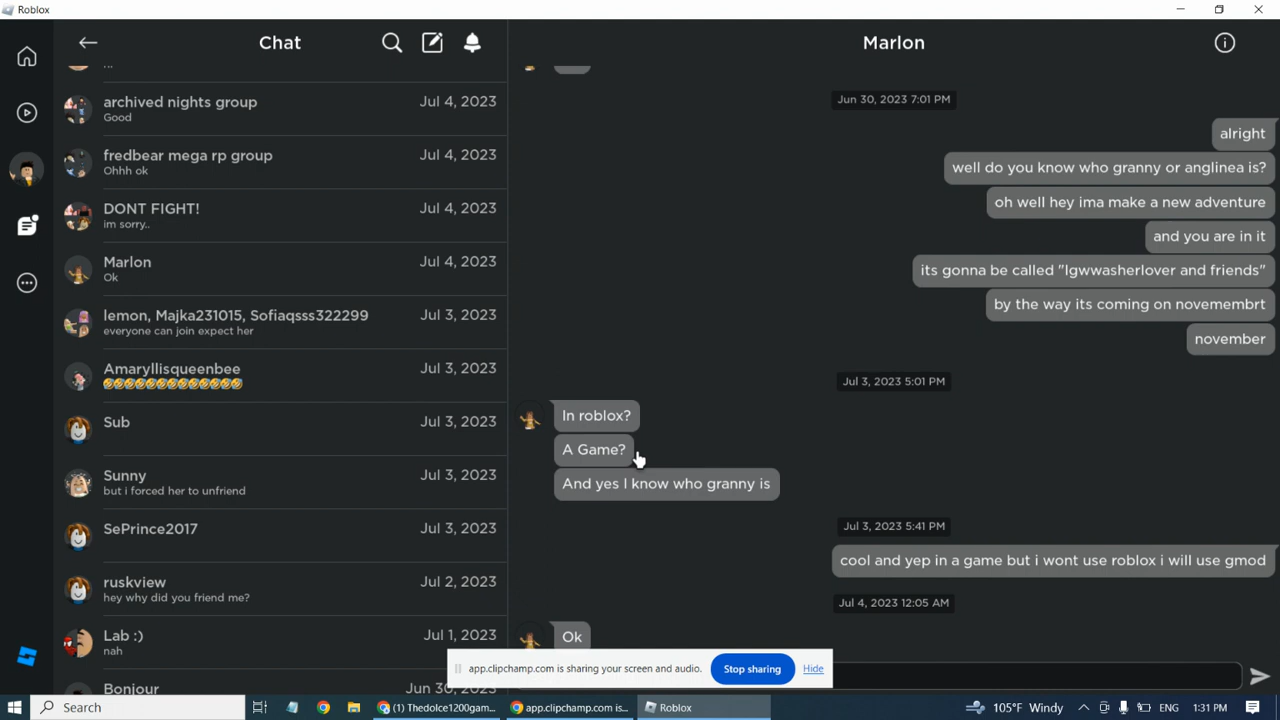 Roblox
Chat
Marlon
archived nights group
Jul 4, 2023
Good
fredbear mega rp group
Jul 4, 2023
Ohhh ok
DONT FIGHT!
Jul 4, 2023
im sorry..
Marlon
Jul 4, 2023
Ok
lemon, Majka231015, Sofiaqsss322299
Jul 3, 2023
everyone can join expect her
Amaryllisqueenbee
Jul 3, 2023
🤣🤣🤣🤣🤣🤣🤣🤣🤣🤣🤣
Sub
Jul 3, 2023
Sunny
Jul 3, 2023
but i forced her to unfriend
SePrince2017
Jul 3, 2023
ruskview
Jul 2, 2023
hey why did you friend me?
Lab :)
Jul 1, 2023
nah
Bonjour
Jun 30, 2023
Jun 30, 2023 7:01 PM
alright
well do you know who granny or anglinea is?
oh well hey ima make a new adventure
and you are in it
its gonna be called "lgwwasherlover and friends"
by the way its coming on novemembrt
november
Jul 3, 2023 5:01 PM
In roblox?
A Game?
And yes I know who granny is
Jul 3, 2023 5:41 PM
cool and yep in a game but i wont use roblox i will use gmod
Jul 4, 2023 12:05 AM
Ok
app.clipchamp.com is sharing your screen and audio.
Stop sharing
Hide
Search
(1) Thedolce1200gam...
app.clipchamp.com is...
Roblox
105°F Windy
ENG
1:31 PM